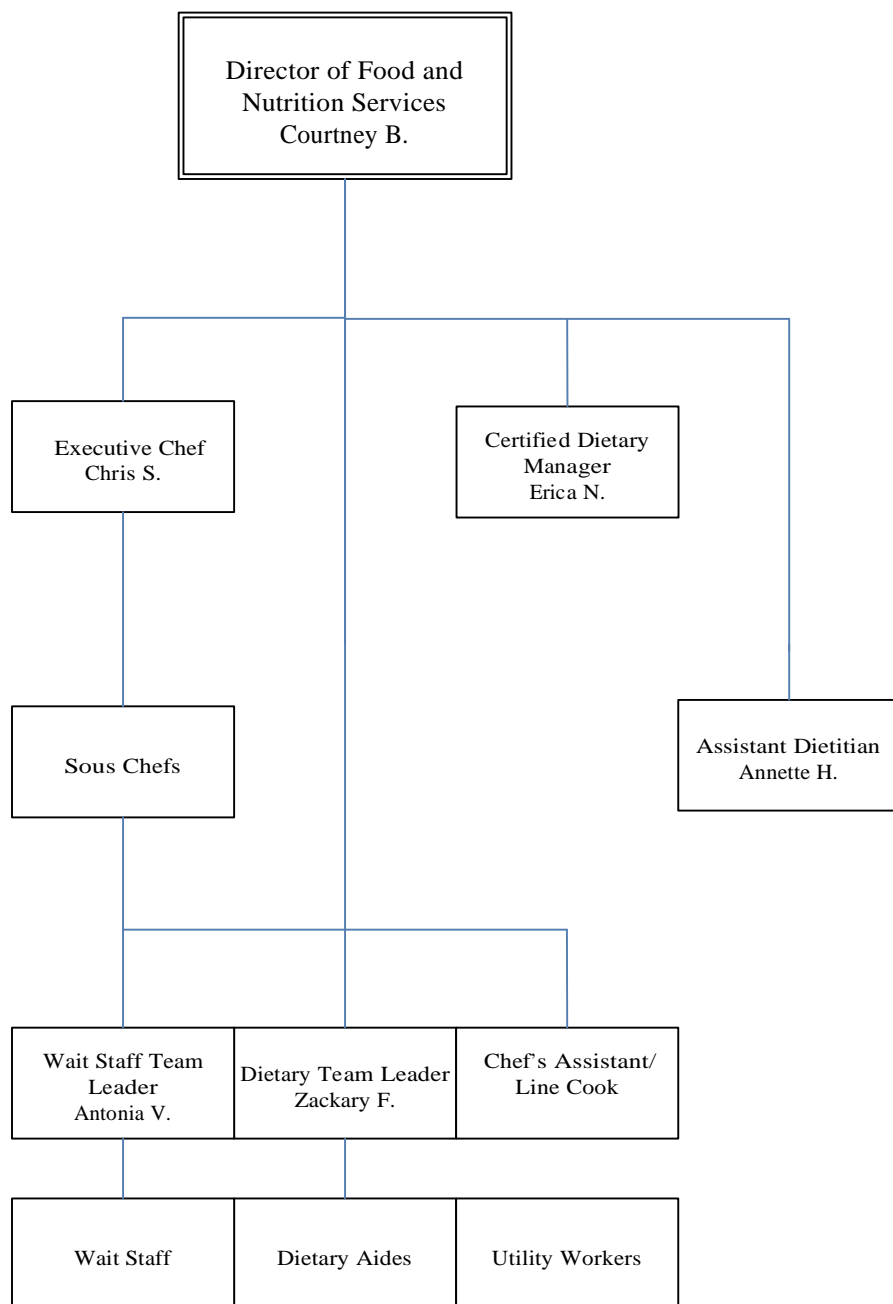 Director of Food and
Nutrition Services
Courtney B.
Executive Chef
Chris S.
Certified Dietary
Manager
Erica N.
Sous Chefs
Assistant Dietitian
Annette H.
Wait Staff Team
Leader
Antonia V.
Dietary Team Leader
Zackary F.
Chef’s Assistant/
Line Cook
Wait Staff
Dietary Aides
Utility Workers